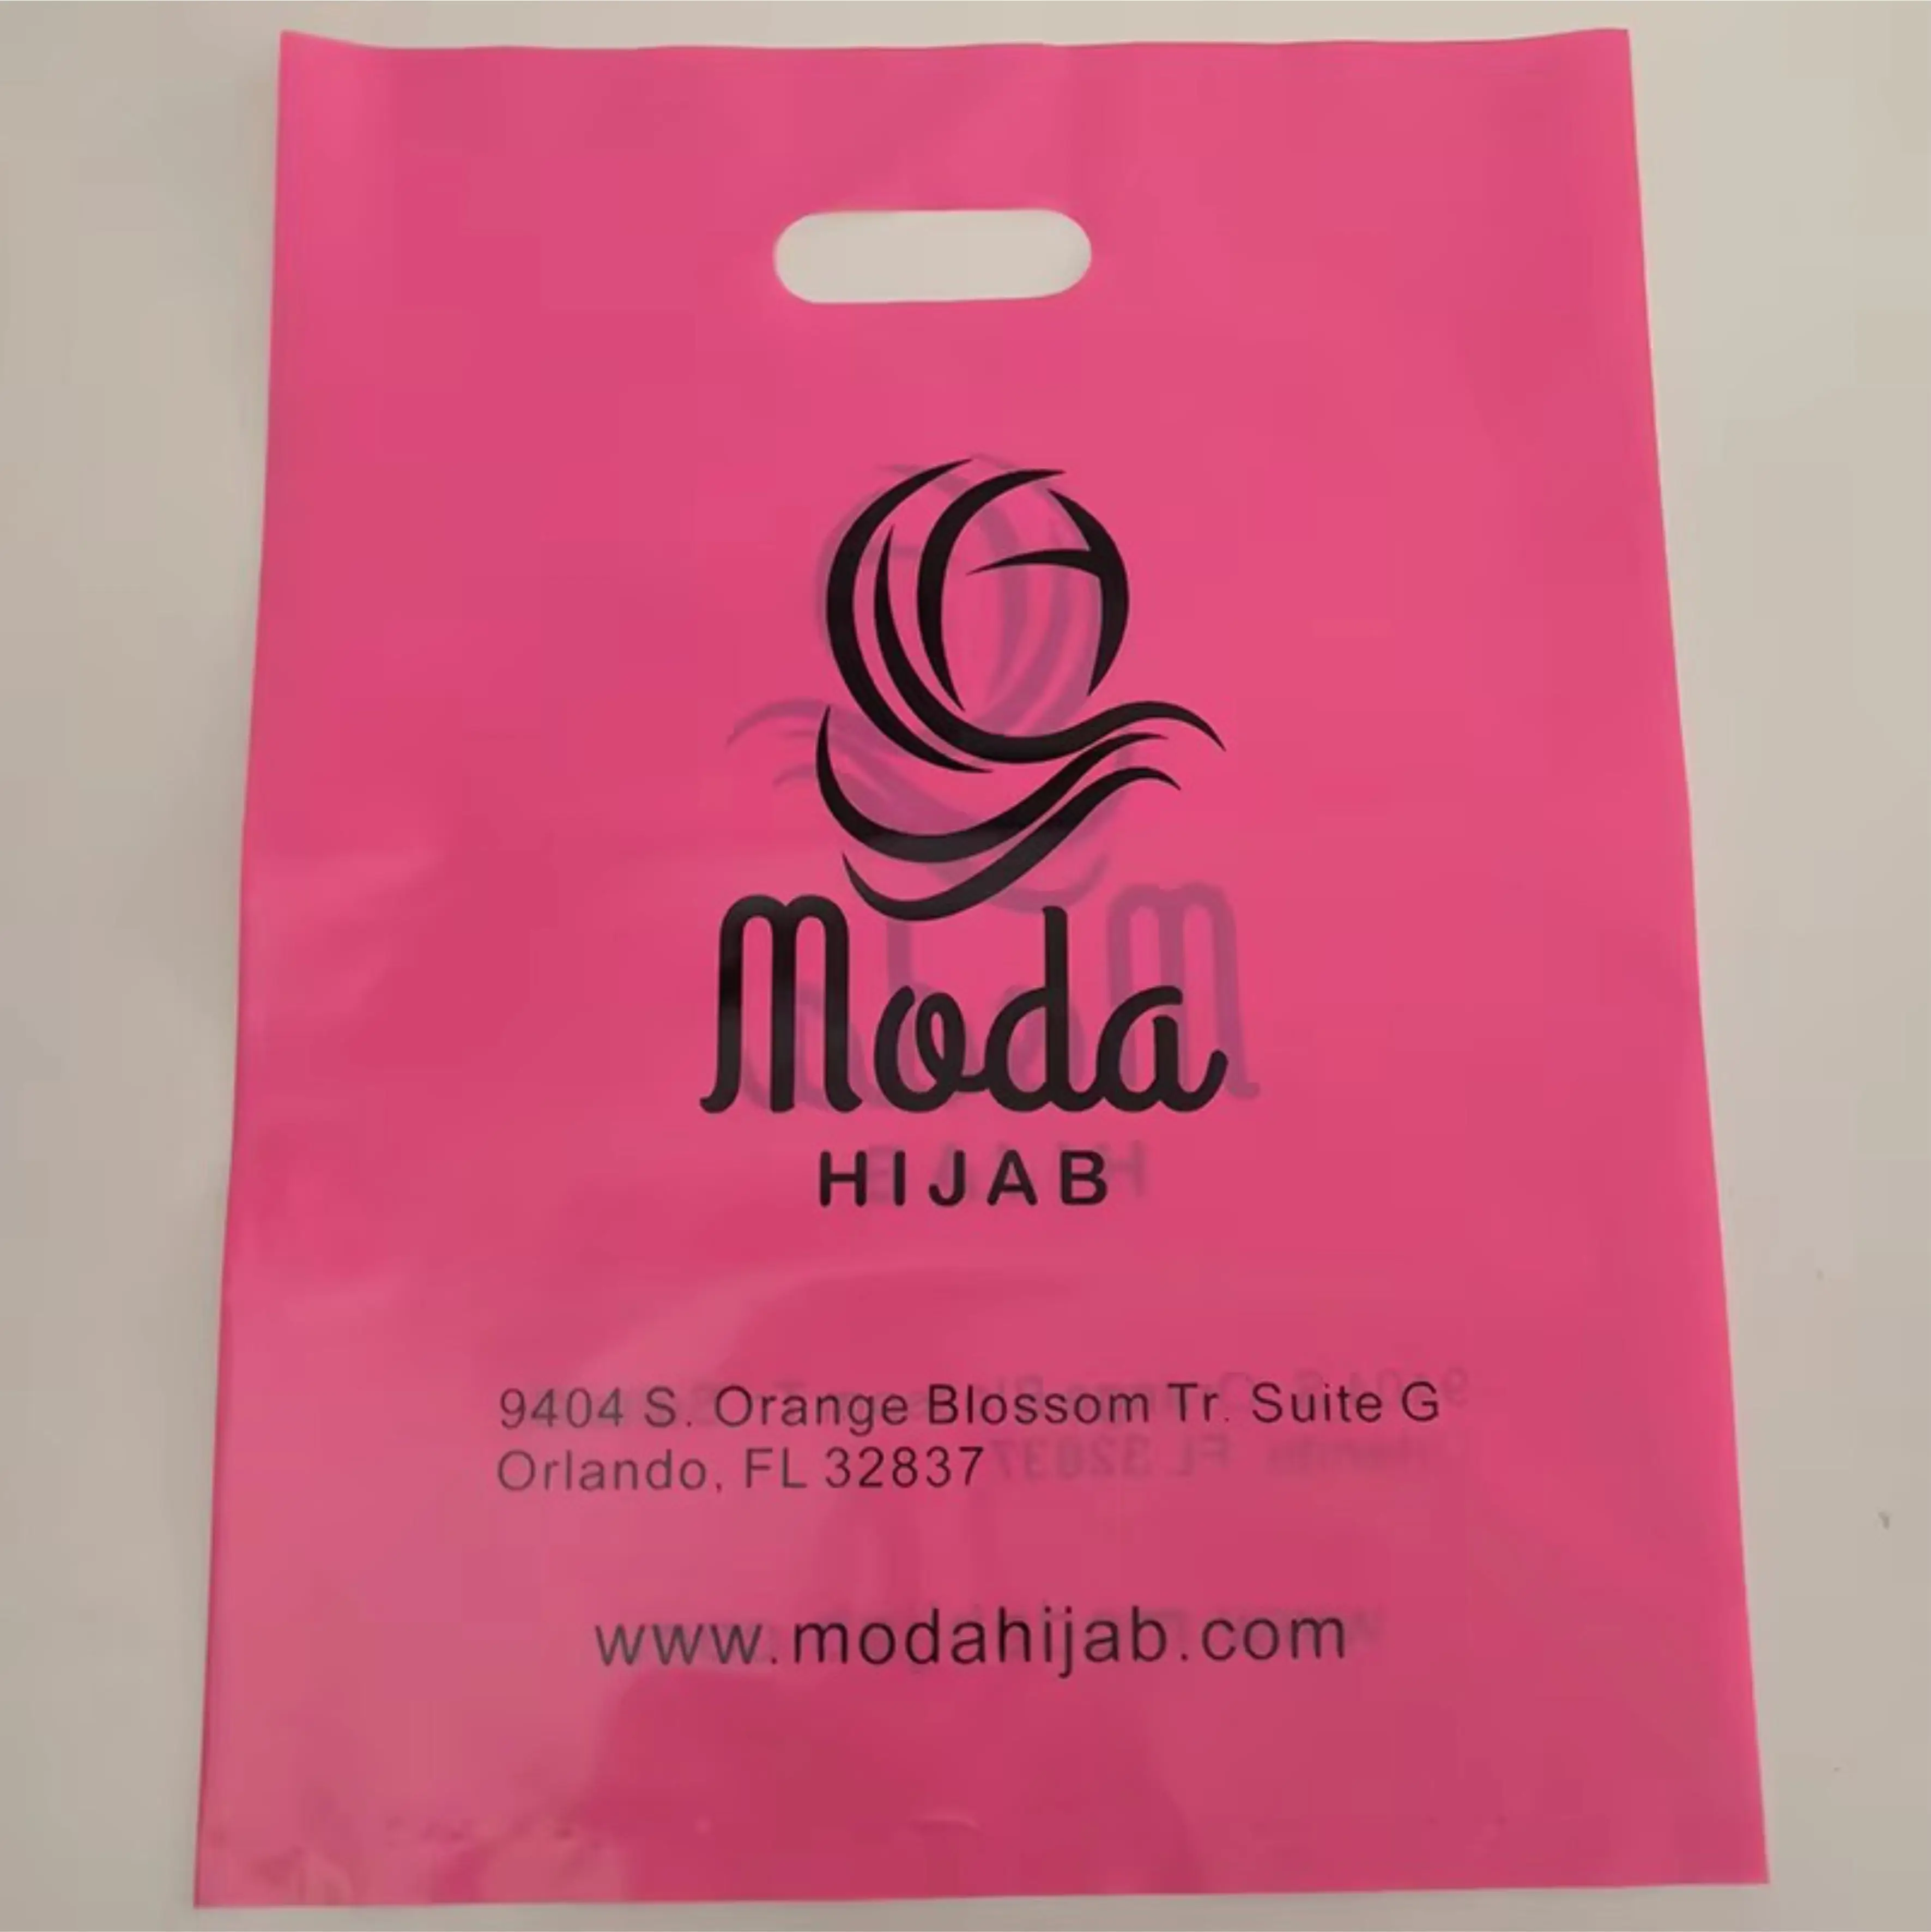 Moda
HIJAB
9404 S. Orange Blossom Tr. Suite G
Orlando, FL 32837
www.modahijab.com